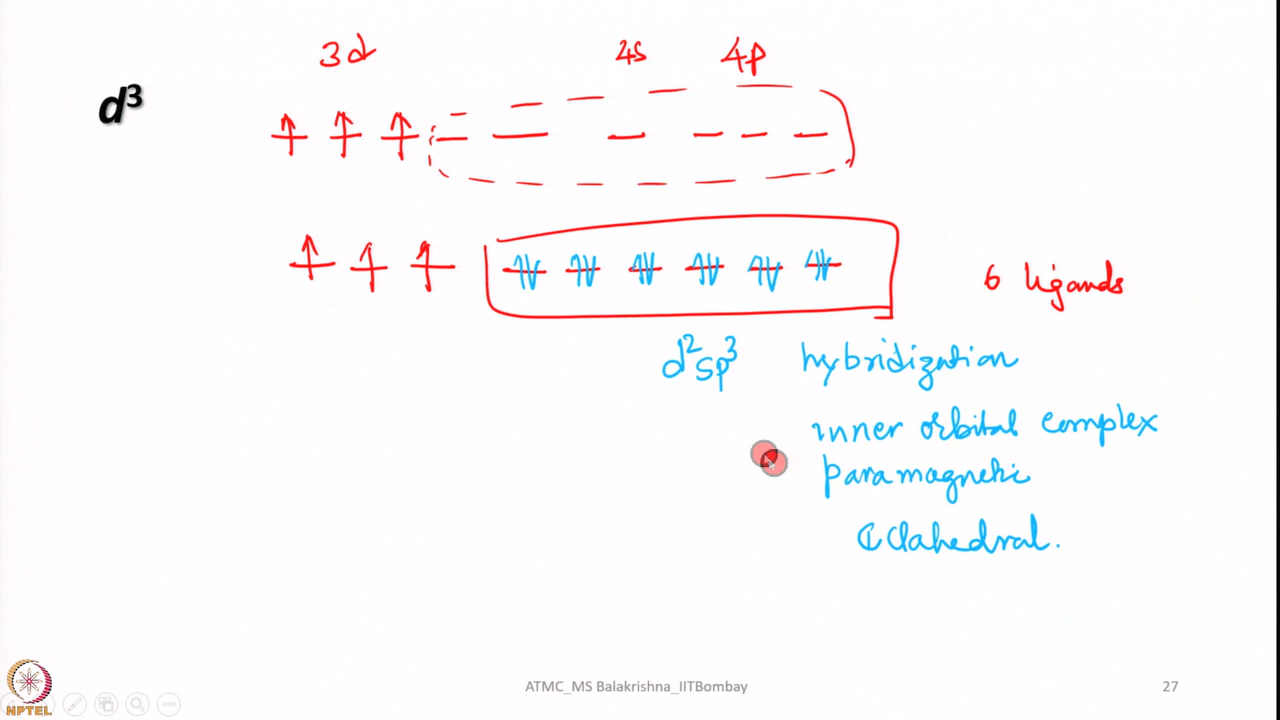 3d 4s 4p
d³
6 ligands
d²sp³ hybridization
inner orbital complex
paramagnetic
Octahedral.
NPTEL
ATMC_MS Balakrishna_IITBombay
27